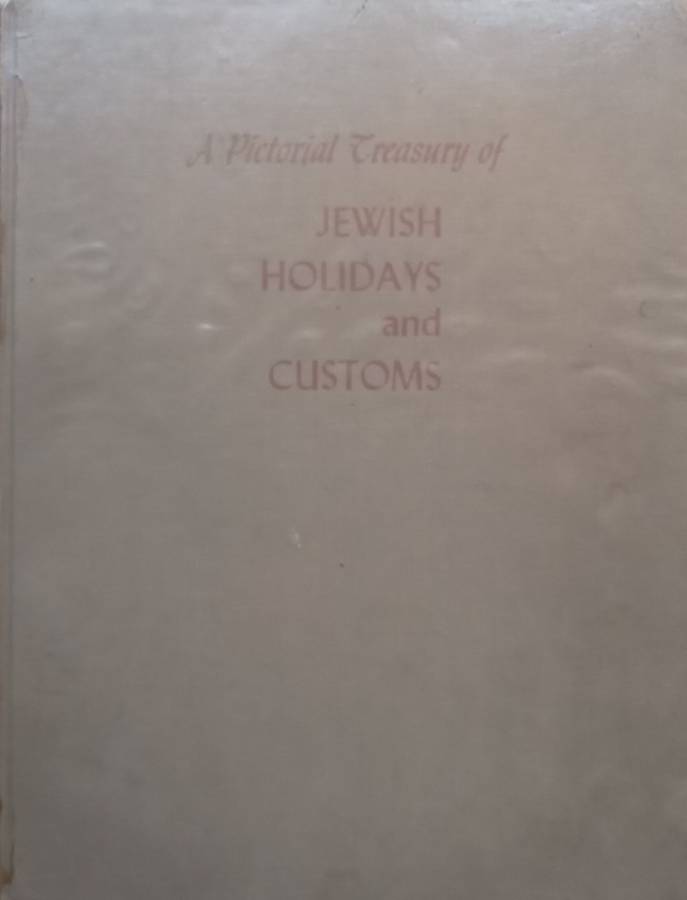 A Pictorial Treasury of
JEWISH
HOLIDAYS
and
CUSTOMS